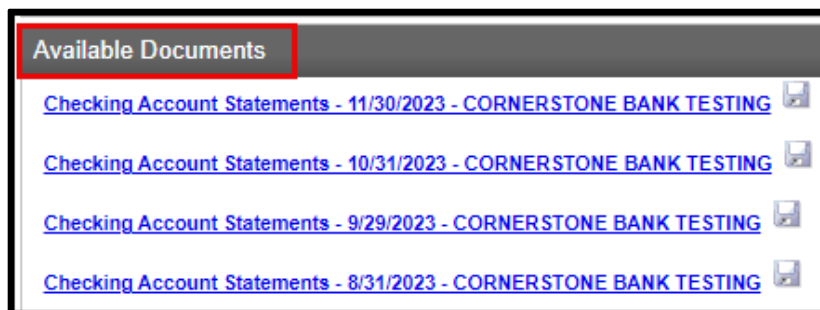 Available Documents
Checking Account Statements - 11/30/2023 - CORNERSTONE BANK TESTING
Checking Account Statements - 10/31/2023 - CORNERSTONE BANK TESTING
Checking Account Statements - 9/29/2023 - CORNERSTONE BANK TESTING
Checking Account Statements - 8/31/2023 - CORNERSTONE BANK TESTING